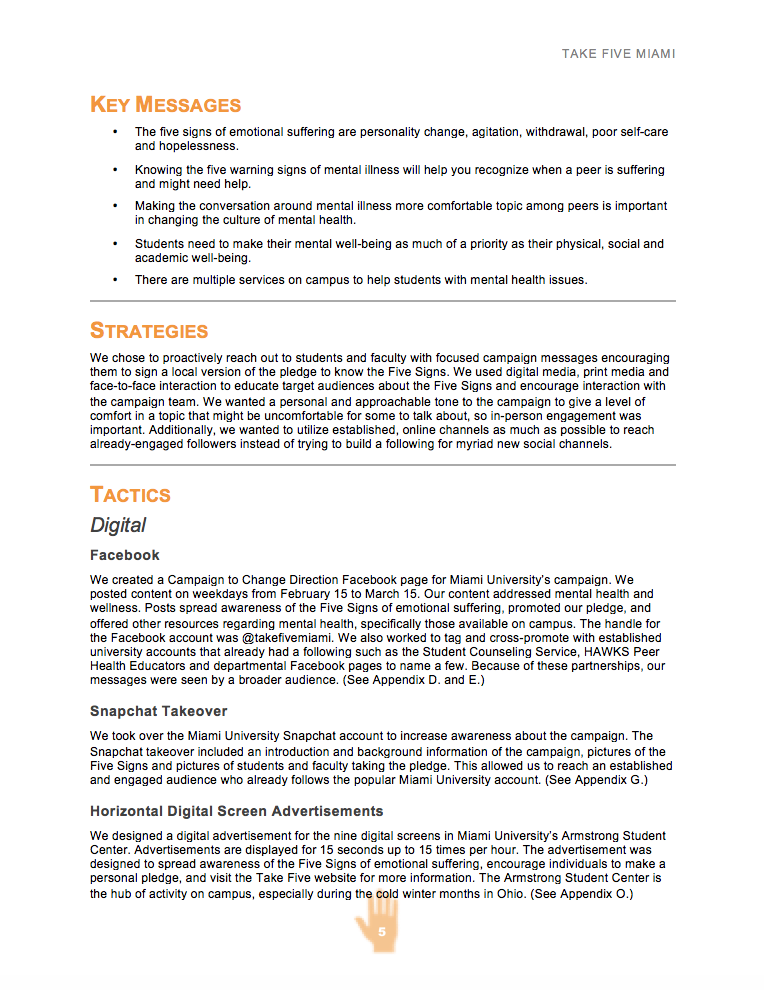 TAKE FIVE MIAMI
KEY MESSAGES
• The five signs of emotional suffering are personality change, agitation, withdrawal, poor self-care
and hopelessness.
• Knowing the five warning signs of mental illness will help you recognize when a peer is suffering
and might need help.
• Making the conversation around mental illness more comfortable topic among peers is important
in changing the culture of mental health.
• Students need to make their mental well-being as much of a priority as their physical, social and
academic well-being.
• There are multiple services on campus to help students with mental health issues.
STRATEGIES
We chose to proactively reach out to students and faculty with focused campaign messages encouraging
them to sign a local version of the pledge to know the Five Signs. We used digital media, print media and
face-to-face interaction to educate target audiences about the Five Signs and encourage interaction with
the campaign team. We wanted a personal and approachable tone to the campaign to give a level of
comfort in a topic that might be uncomfortable for some to talk about, so in-person engagement was
important. Additionally, we wanted to utilize established, online channels as much as possible to reach
already-engaged followers instead of trying to build a following for myriad new social channels.
TACTICS
Digital
Facebook
We created a Campaign to Change Direction Facebook page for Miami University's campaign. We
posted content on weekdays from February 15 to March 15. Our content addressed mental health and
wellness. Posts spread awareness of the Five Signs of emotional suffering, promoted our pledge, and
offered other resources regarding mental health, specifically those available on campus. The handle for
the Facebook account was @takefivemiami. We also worked to tag and cross-promote with established
university accounts that already had a following such as the Student Counseling Service, HAWKS Peer
Health Educators and departmental Facebook pages to name a few. Because of these partnerships, our
messages were seen by a broader audience. (See Appendix D. and E.)
Snapchat Takeover
We took over the Miami University Snapchat account to increase awareness about the campaign. The
Snapchat takeover included an introduction and background information of the campaign, pictures of the
Five Signs and pictures of students and faculty taking the pledge. This allowed us to reach an established
and engaged audience who already follows the popular Miami University account. (See Appendix G.)
Horizontal Digital Screen Advertisements
We designed a digital advertisement for the nine digital screens in Miami University's Armstrong Student
Center. Advertisements are displayed for 15 seconds up to 15 times per hour. The advertisement was
designed to spread awareness of the Five Signs of emotional suffering, encourage individuals to make a
personal pledge, and visit the Take Five website for more information. The Armstrong Student Center is
the hub of activity on campus, especially during the cold winter months in Ohio. (See Appendix O.)
5